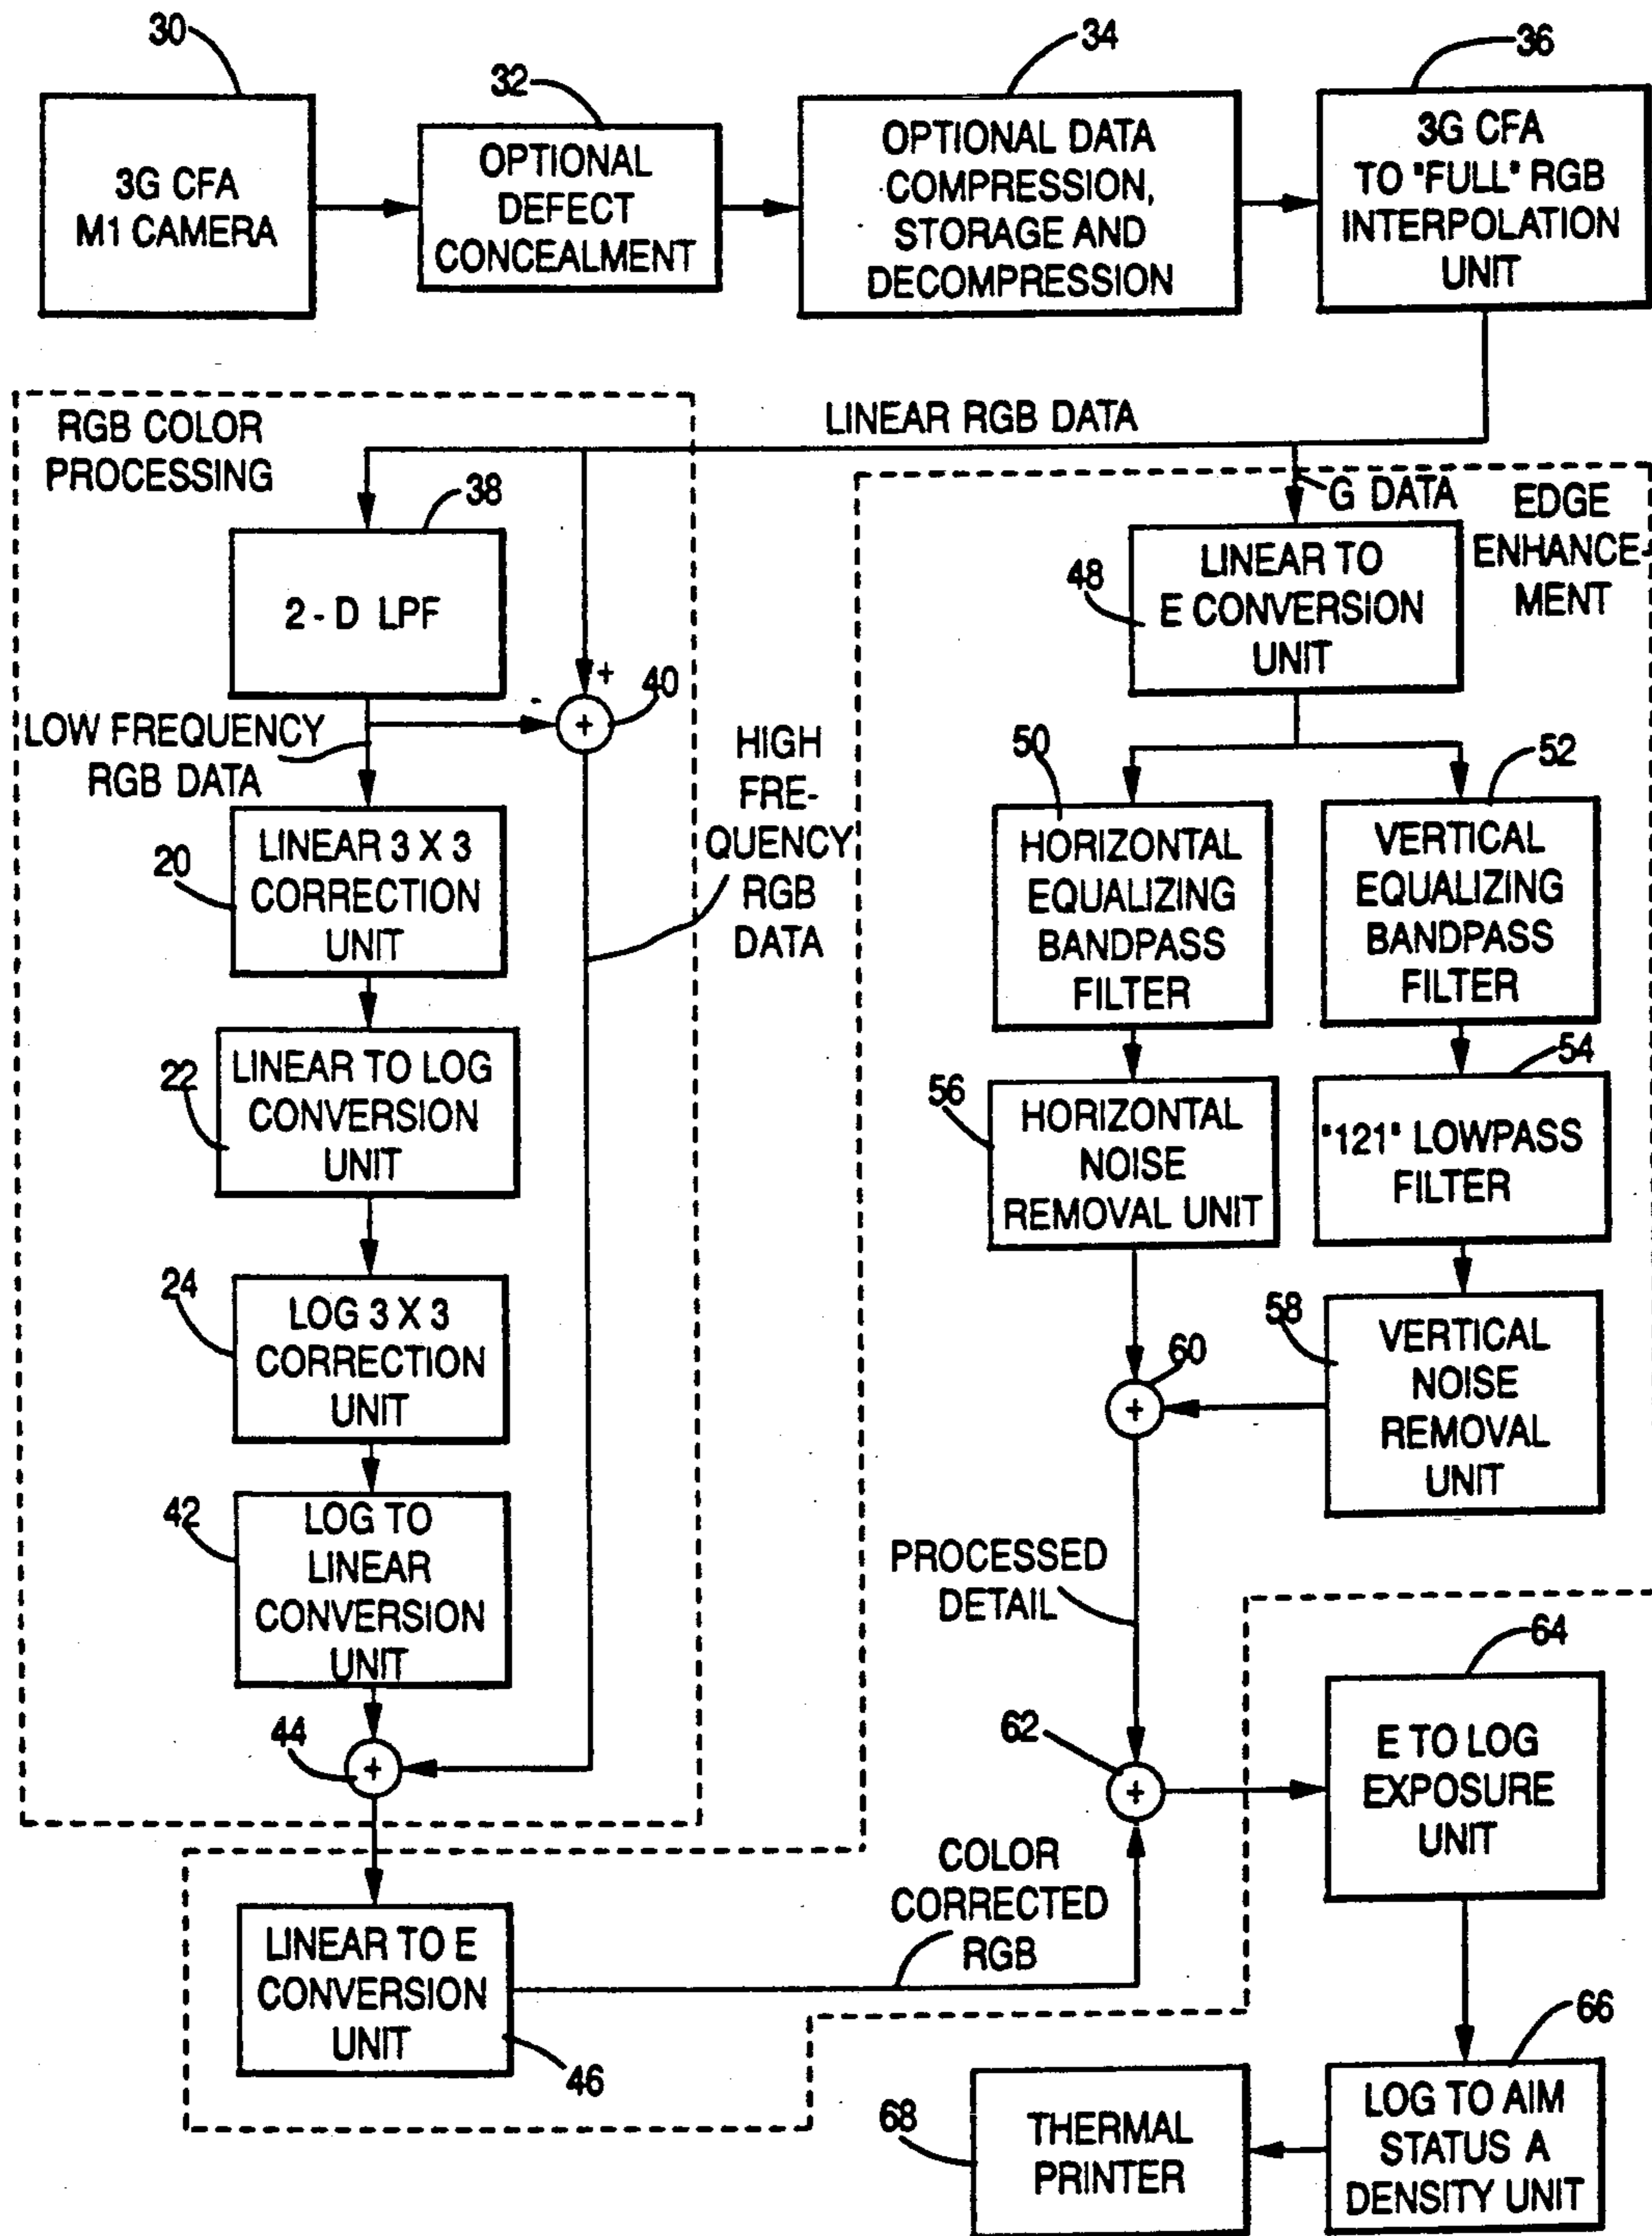 30
32
34
36
3G CFA
M1 CAMERA
OPTIONAL
DEFECT
CONCEALMENT
OPTIONAL DATA
COMPRESSION,
STORAGE AND
DECOMPRESSION
3G CFA
TO "FULL" RGB
INTERPOLATION
UNIT
LINEAR RGB DATA
RGB COLOR
PROCESSING
38
2 - D LPF
+
-
+
40
LOW FREQUENCY
RGB DATA
HIGH
FRE-
QUENCY
RGB
DATA
20
LINEAR 3 X 3
CORRECTION
UNIT
22
LINEAR TO LOG
CONVERSION
UNIT
24
LOG 3 X 3
CORRECTION
UNIT
42
LOG TO
LINEAR
CONVERSION
UNIT
44
+
G DATA
EDGE
ENHANCE-
MENT
48
LINEAR TO
E CONVERSION
UNIT
50
HORIZONTAL
EQUALIZING
BANDPASS
FILTER
52
VERTICAL
EQUALIZING
BANDPASS
FILTER
56
HORIZONTAL
NOISE
REMOVAL UNIT
54
"121" LOWPASS
FILTER
58
VERTICAL
NOISE
REMOVAL
UNIT
60
+
PROCESSED
DETAIL
62
+
64
E TO LOG
EXPOSURE
UNIT
COLOR
CORRECTED
RGB
LINEAR TO E
CONVERSION
UNIT
46
66
LOG TO AIM
STATUS A
DENSITY UNIT
68
THERMAL
PRINTER